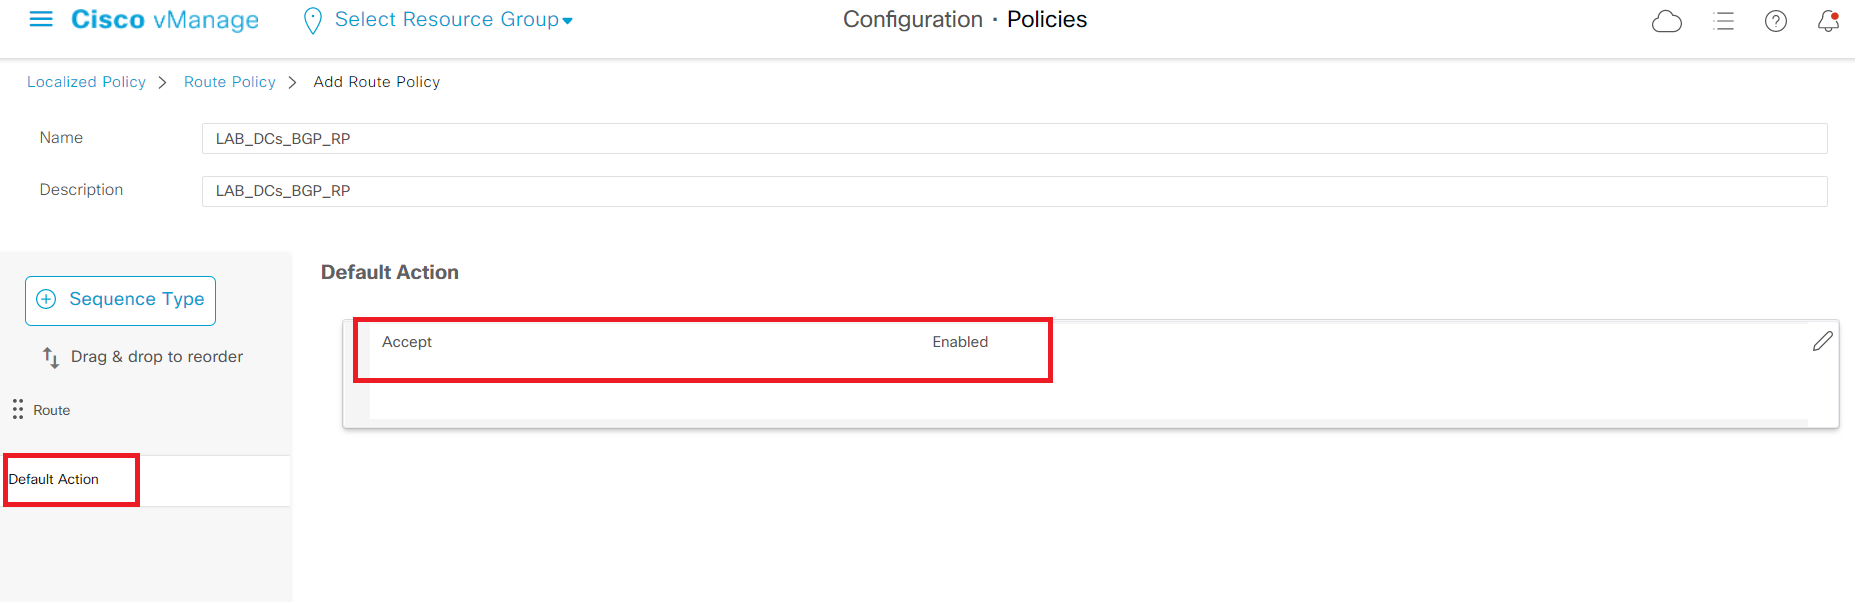 Cisco vManage
Select Resource Group
Configuration · Policies
Localized Policy > Route Policy > Add Route Policy
Name
LAB_DCs_BGP_RP
Description
LAB_DCs_BGP_RP
Sequence Type
Drag & drop to reorder
Route
Default Action
Default Action
Accept Enabled